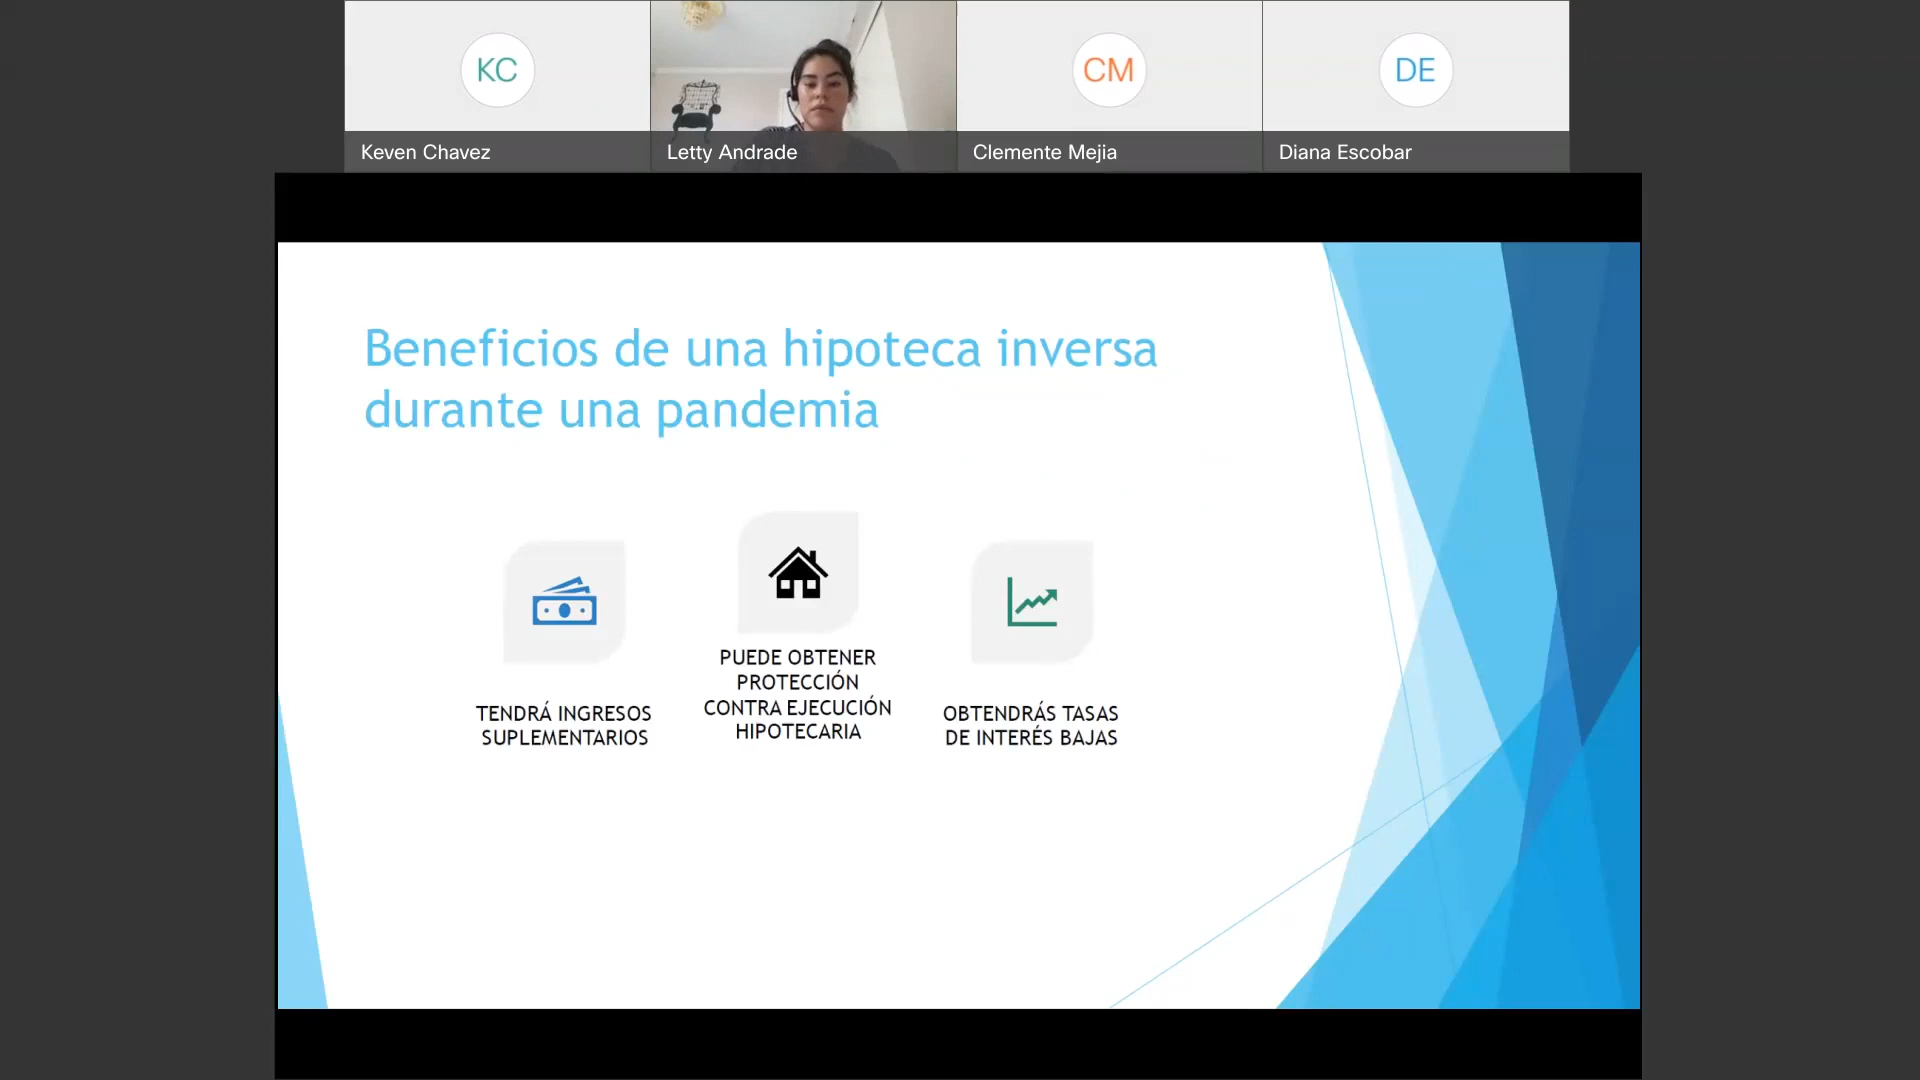 KC
CM
DE
Keven Chavez
Letty Andrade
Clemente Mejia
Diana Escobar
Beneficios de una hipoteca inversa
durante una pandemia
TENDRÁ INGRESOS
SUPLEMENTARIOS
PUEDE OBTENER
PROTECCIÓN
CONTRA EJECUCIÓN
HIPOTECARIA
OBTENDRÁS TASAS
DE INTERÉS BAJAS